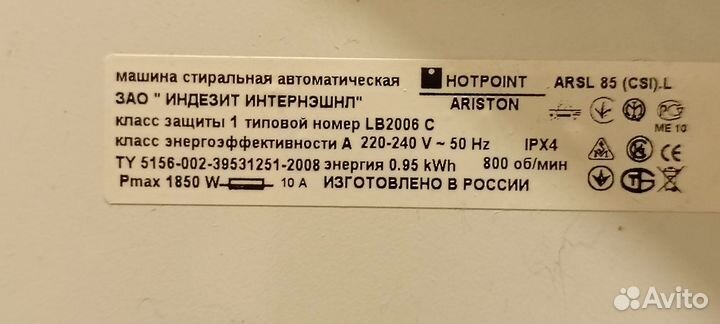 машина стиральная автоматическая HOTPOINT ARSL 85 (CSI).L
ЗАО " ИНДЕЗИТ ИНТЕРНЭШНЛ" ARISTON
класс защиты 1 типовой номер LB2006 C
ME 10
класс энергоэффективности А 220-240 V ~ 50 Hz IPX4
ТУ 5156-002-39531251-2008 энергия 0.95 kWh 800 об/мин
Pmax 1850 W 10 A ИЗГОТОВЛЕНО В РОССИИ
Avito